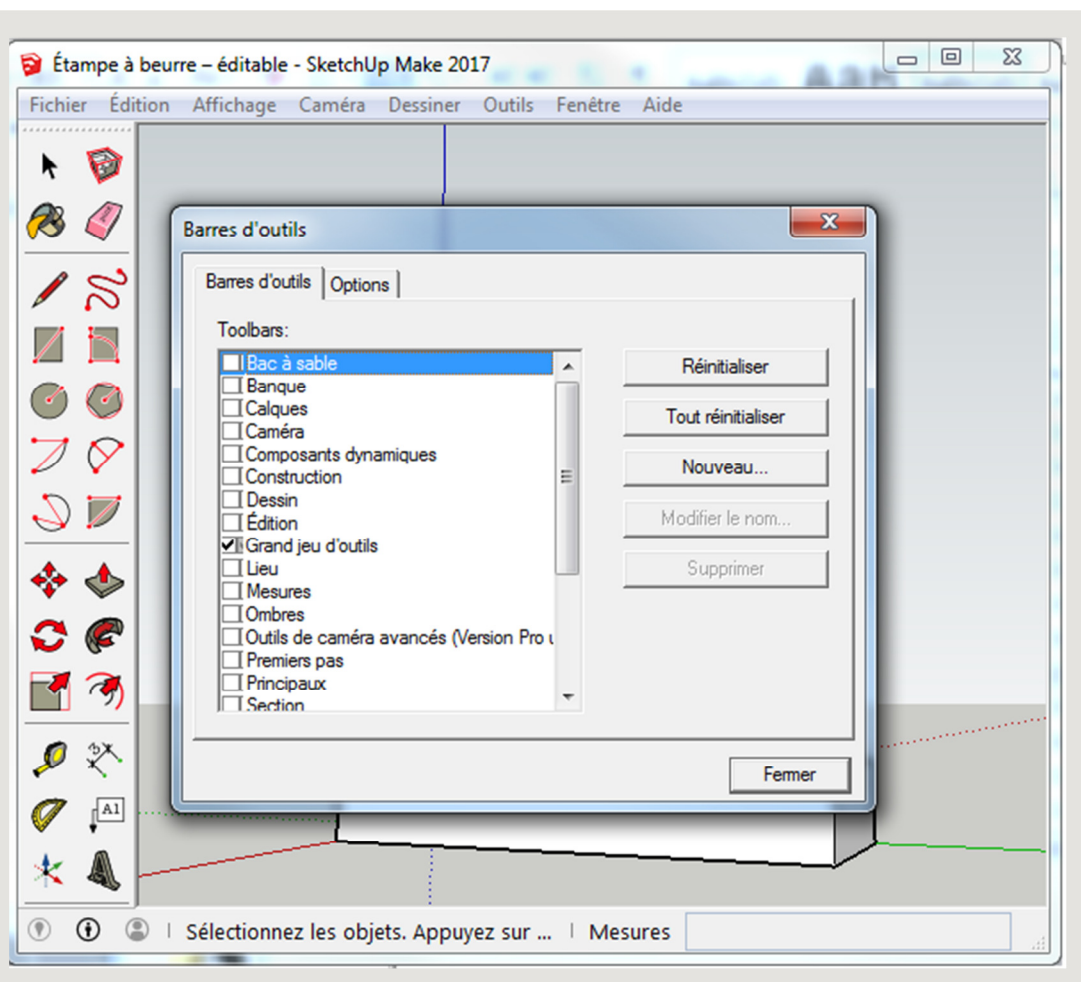 Étampe à beurre – éditable - SketchUp Make 2017
Fichier Édition Affichage Caméra Dessiner Outils Fenêtre Aide
Barres d'outils
Barres d'outils Options
Toolbars:
Bac à sable
Banque
Calques
Caméra
Composants dynamiques
Construction
Dessin
Édition
Grand jeu d'outils
Lieu
Mesures
Ombres
Outils de caméra avancés (Version Pro u
Premiers pas
Principaux
Section
Réinitialiser
Tout réinitialiser
Nouveau...
Modifier le nom...
Supprimer
Fermer
A1
Sélectionnez les objets. Appuyez sur ... Mesures